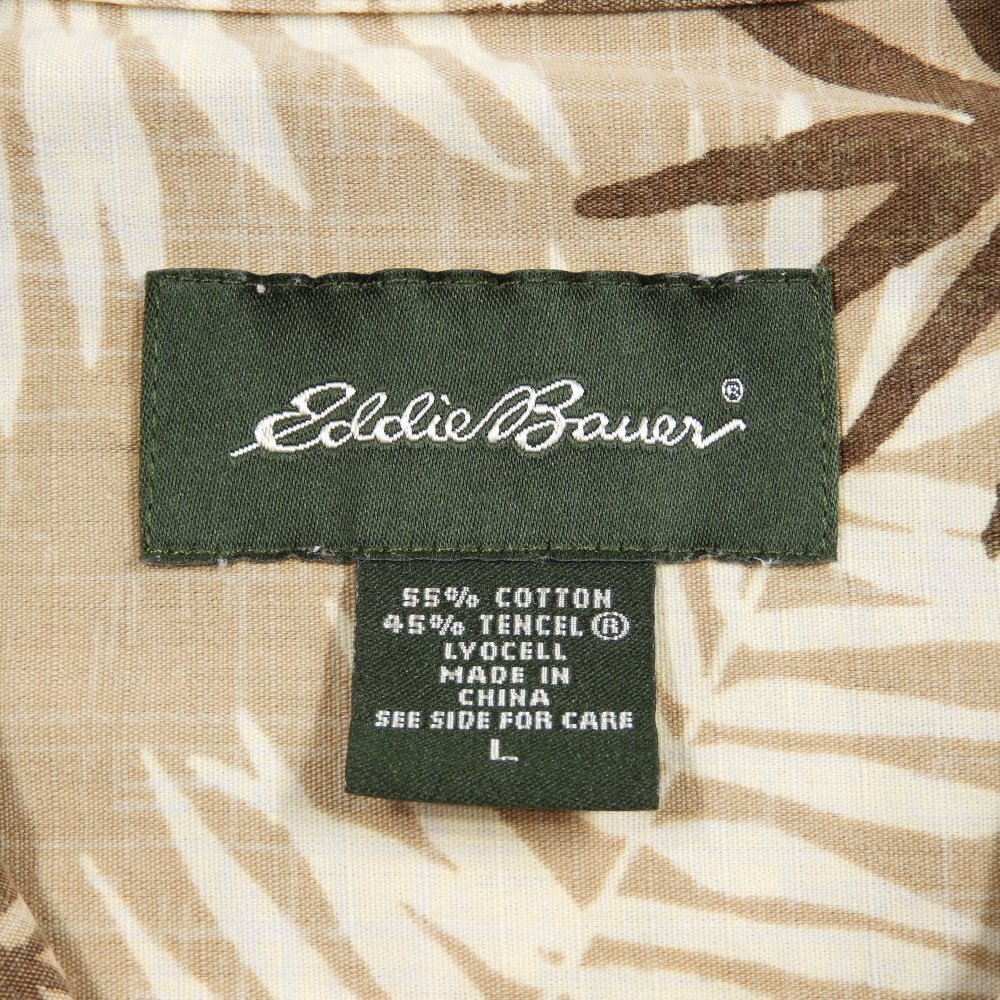 Eddie Bauer®
55% COTTON
45% TENCEL®
LYOCELL
MADE IN
CHINA
SEE SIDE FOR CARE
L